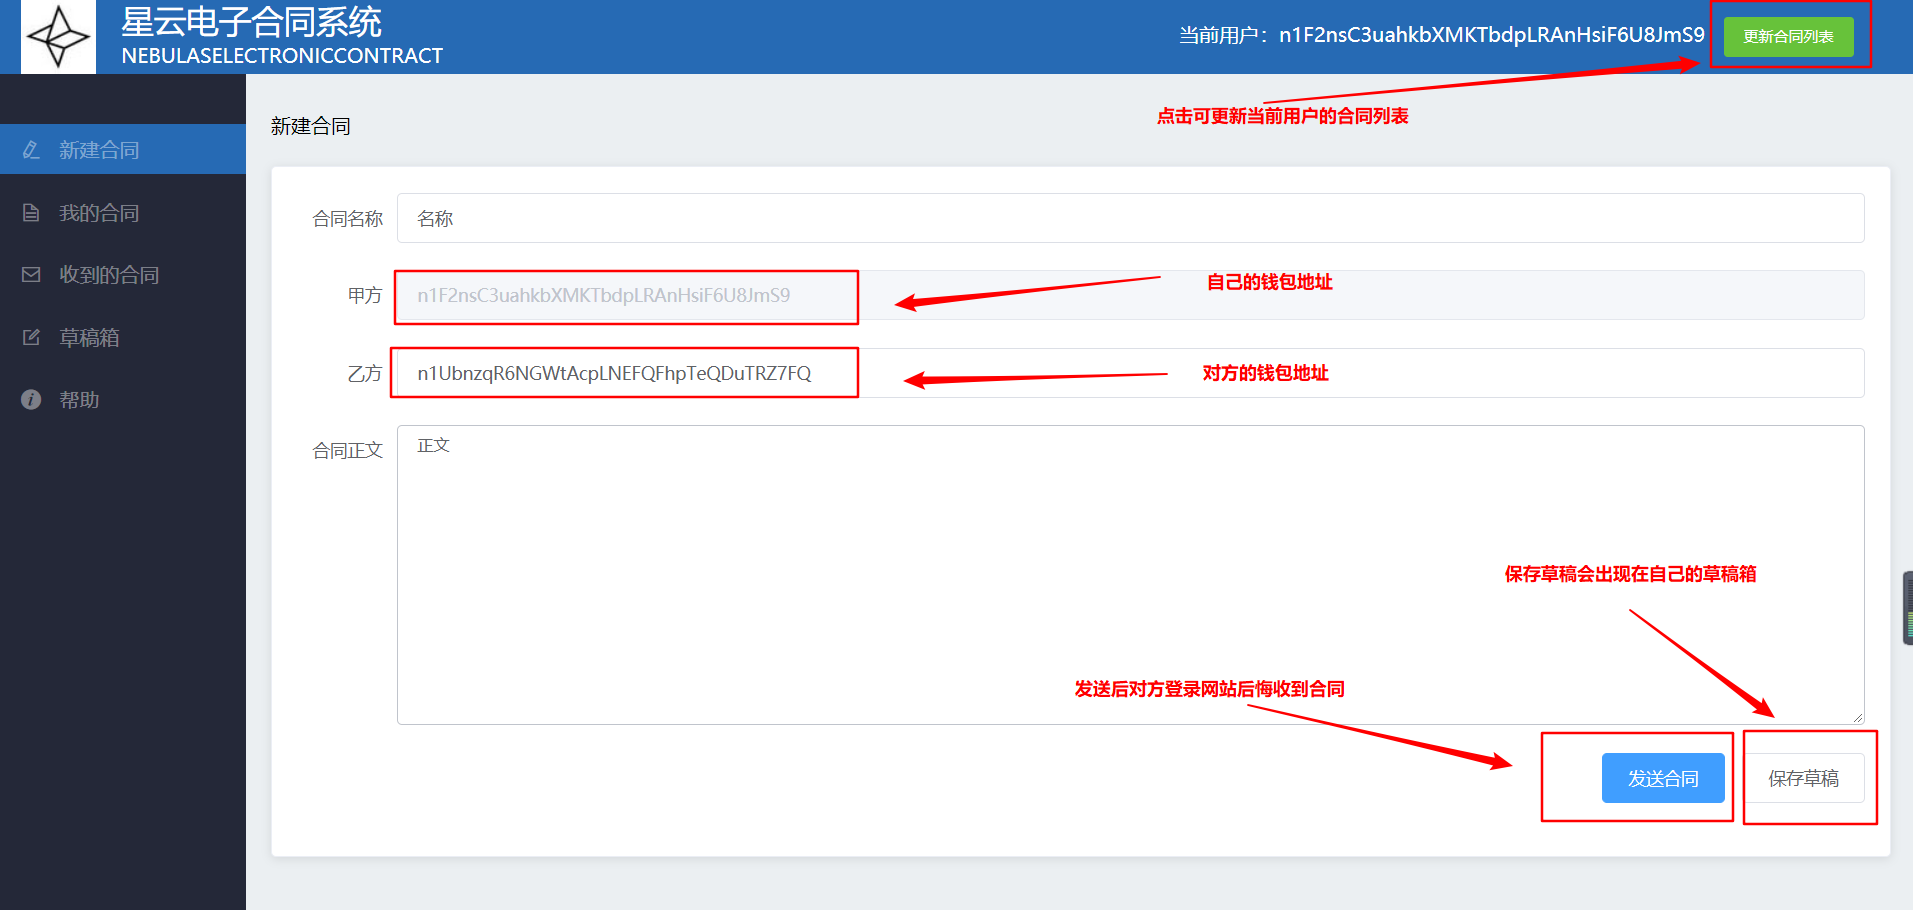 星云电子合同系统
NEBULASELECTRONICCONTRACT
当前用户：n1F2nsC3uahkbXMKTbdpLRAnHsiF6U8JmS9
更新合同列表
点击可更新当前用户的合同列表
新建合同
我的合同
收到的合同
草稿箱
帮助
新建合同
合同名称
名称
甲方
n1F2nsC3uahkbXMKTbdpLRAnHsiF6U8JmS9
自己的钱包地址
乙方
n1UbnzqR6NGWtAcpLNEFQFhpTeQDuTRZ7FQ
对方的钱包地址
合同正文
正文
保存草稿会出现在自己的草稿箱
发送后对方登录网站后悔收到合同
发送合同
保存草稿